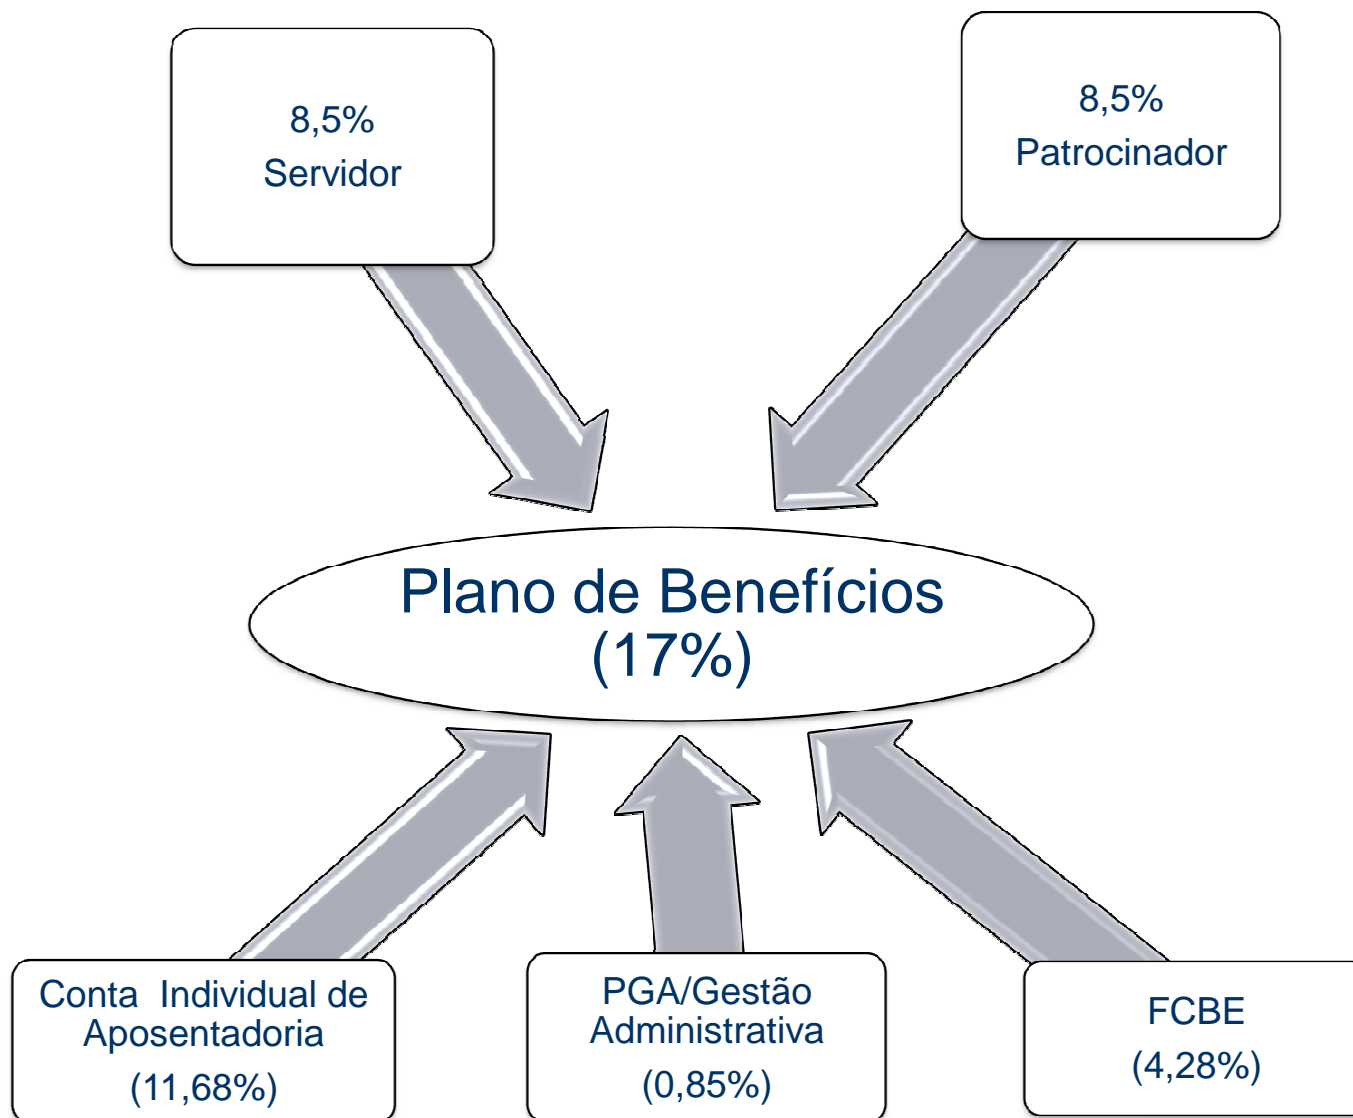 8,5%
Servidor
8,5%
Patrocinador
Plano de Benefícios
(17%)
Conta Individual de
Aposentadoria
(11,68%)
PGA/Gestão
Administrativa
(0,85%)
FCBE
(4,28%)